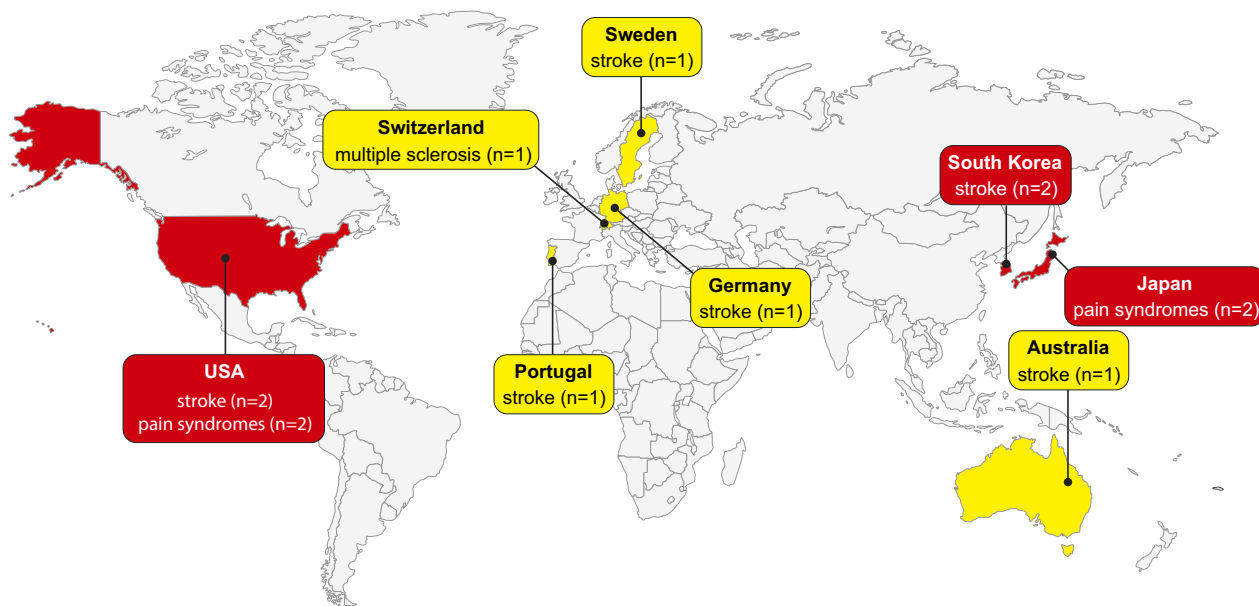 Sweden
stroke (n=1)
Switzerland
multiple sclerosis (n=1)
South Korea
stroke (n=2)
Germany
stroke (n=1)
Japan
pain syndromes (n=2)
USA
stroke (n=2)
pain syndromes (n=2)
Portugal
stroke (n=1)
Australia
stroke (n=1)